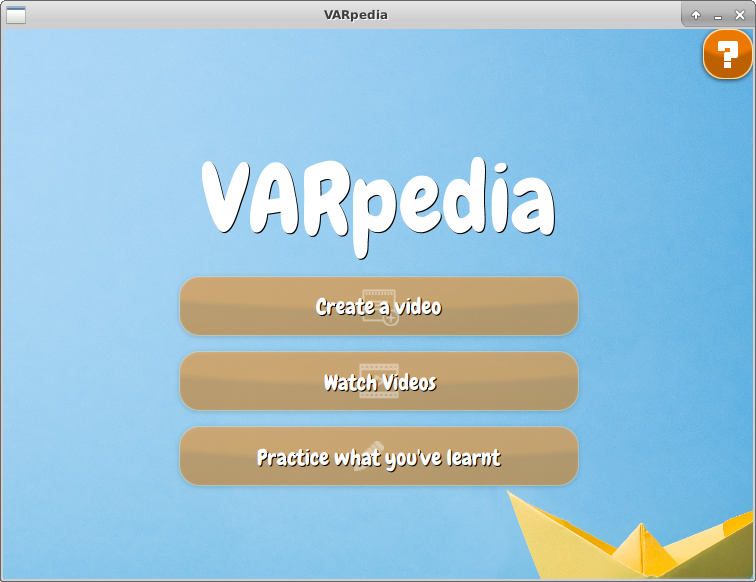 VARpedia
?
VARpedia
Create a video
Watch Videos
Practice what you've learnt